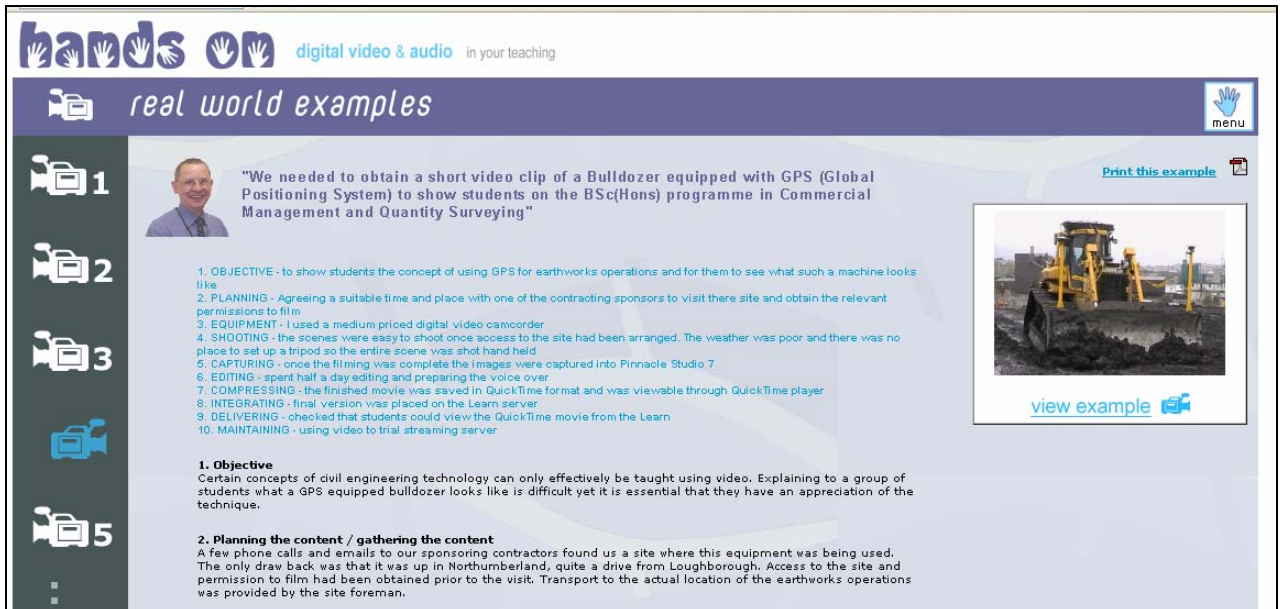 hands on digital video & audio in your teaching
real world examples
menu
1
"We needed to obtain a short video clip of a Bulldozer equipped with GPS (Global
Positioning System) to show students on the BSc(Hons) programme in Commercial
Management and Quantity Surveying"
Print this example
2
1. OBJECTIVE - to show students the concept of using GPS for earthworks operations and for them to see what such a machine looks
like
2. PLANNING - Agreeing a suitable time and place with one of the contracting sponsors to visit there site and obtain the relevant
permissions to film
3. EQUIPMENT - I used a medium priced digital video camcorder
4. SHOOTING - the scenes were easy to shoot once access to the site had been arranged. The weather was poor and there was no
place to set up a tripod so the entire scene was shot hand held
5. CAPTURING - once the filming was complete the images were captured into Pinnacle Studio 7
6. EDITING - spent half a day editing and preparing the voice over
7. COMPRESSING - the finished movie was saved in QuickTime format and was viewable through QuickTime player
8. INTEGRATING - final version was placed on the Learn server
9. DELIVERING - checked that students could view the QuickTime movie from the Learn
10. MAINTAINING - using video to trial streaming server
3
view example
1. Objective
Certain concepts of civil engineering technology can only effectively be taught using video. Explaining to a group of
students what a GPS equipped bulldozer looks like is difficult yet it is essential that they have an appreciation of the
technique.
5
2. Planning the content / gathering the content
A few phone calls and emails to our sponsoring contractors found us a site where this equipment was being used.
The only draw back was that it was up in Northumberland, quite a drive from Loughborough. Access to the site and
permission to film had been obtained prior to the visit. Transport to the actual location of the earthworks operations
was provided by the site foreman.